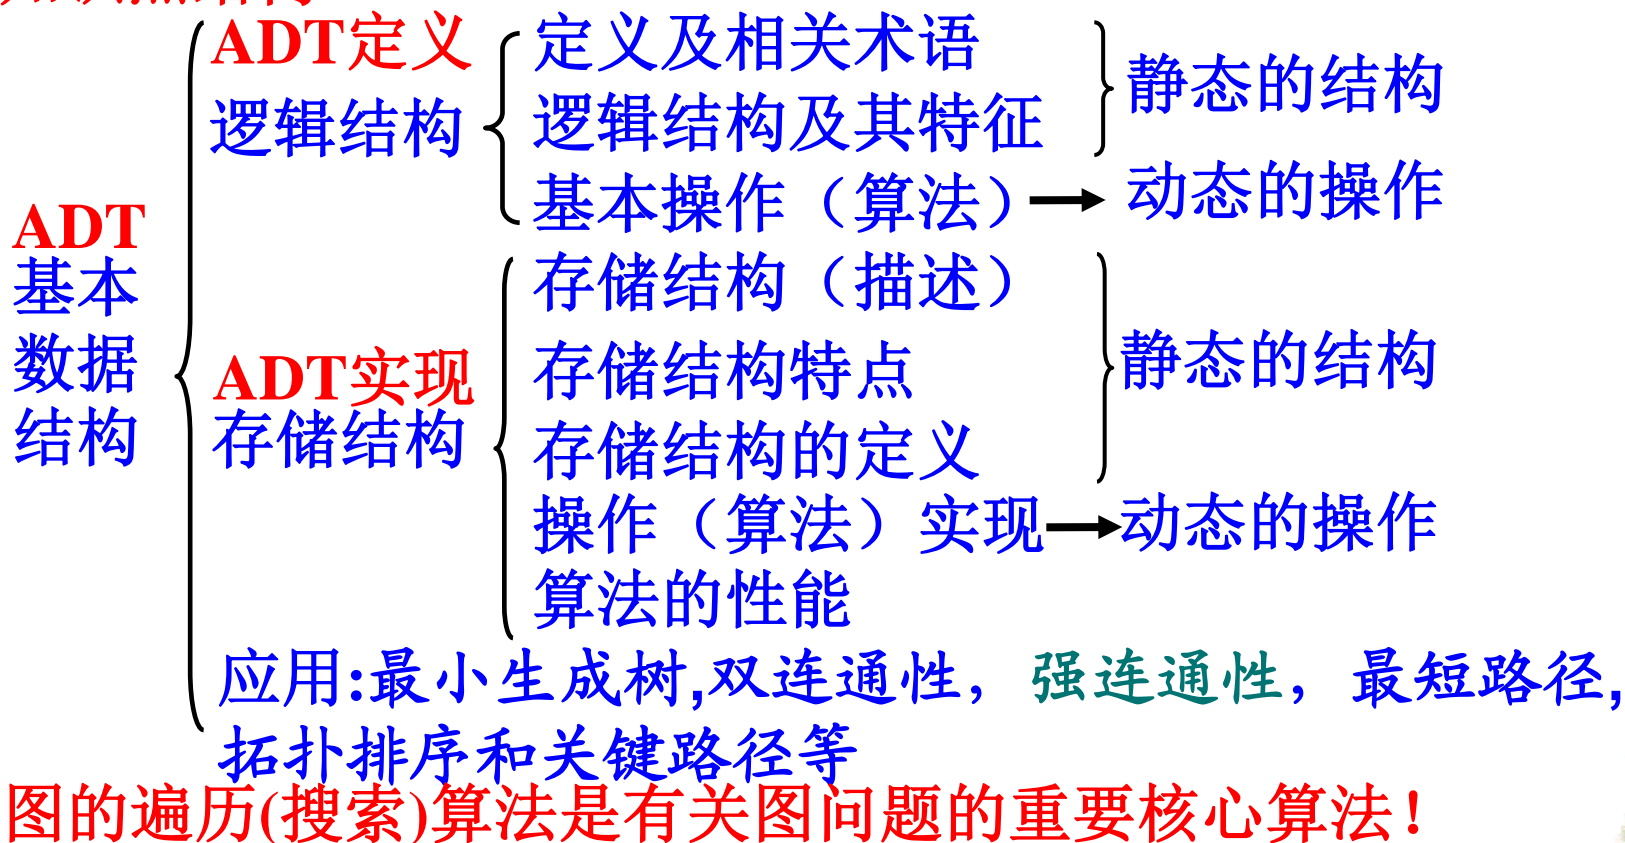 ADT
基本
数据
结构
ADT定义
逻辑结构
定义及相关术语
逻辑结构及其特征
静态的结构
基本操作（算法）
动态的操作
ADT实现
存储结构
存储结构（描述）
存储结构特点
存储结构的定义
静态的结构
操作（算法）实现
动态的操作
算法的性能
应用:最小生成树,双连通性，强连通性，最短路径,
拓扑排序和关键路径等
图的遍历(搜索)算法是有关图问题的重要核心算法！